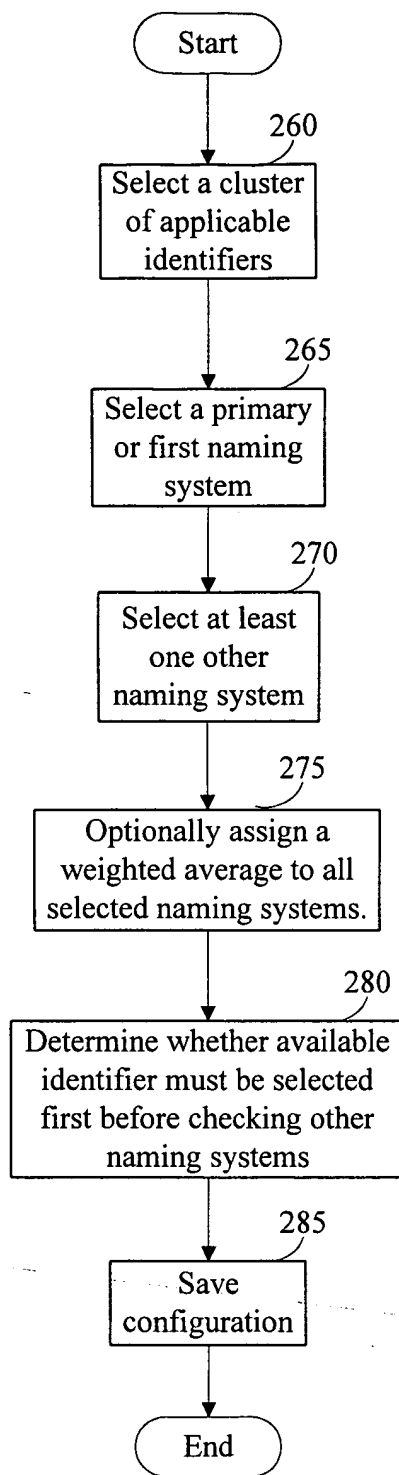 Start
260
Select a cluster
of applicable
identifiers
265
Select a primary
or first naming
system
270
Select at least
one other
naming system
275
Optionally assign a
weighted average to all
selected naming systems.
280
Determine whether available
identifier must be selected
first before checking other
naming systems
285
Save
configuration
End